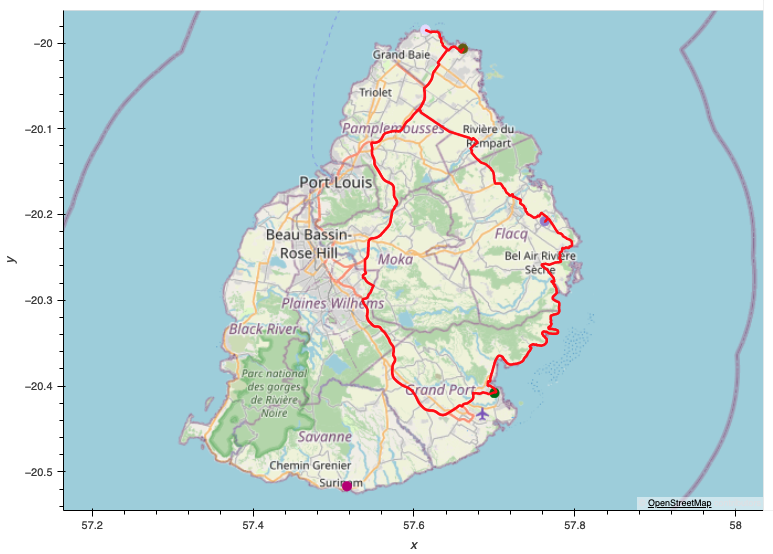 −20
−20.1
−20.2
−20.3
−20.4
−20.5
y
Grand Baie
Triolet
Pamplemousses
Rivière du
Rempart
Port Louis
Beau Bassin-
Rose Hill
Flacq
Moka
Bel Air Rivière
Sèche
Plaines Wilhems
Black River
Parc national
des gorges
de Rivière
Noire
Grand Port
Savanne
Chemin Grenier
Surinam
OpenStreetMap
57.2
57.4
57.6
57.8
58
x